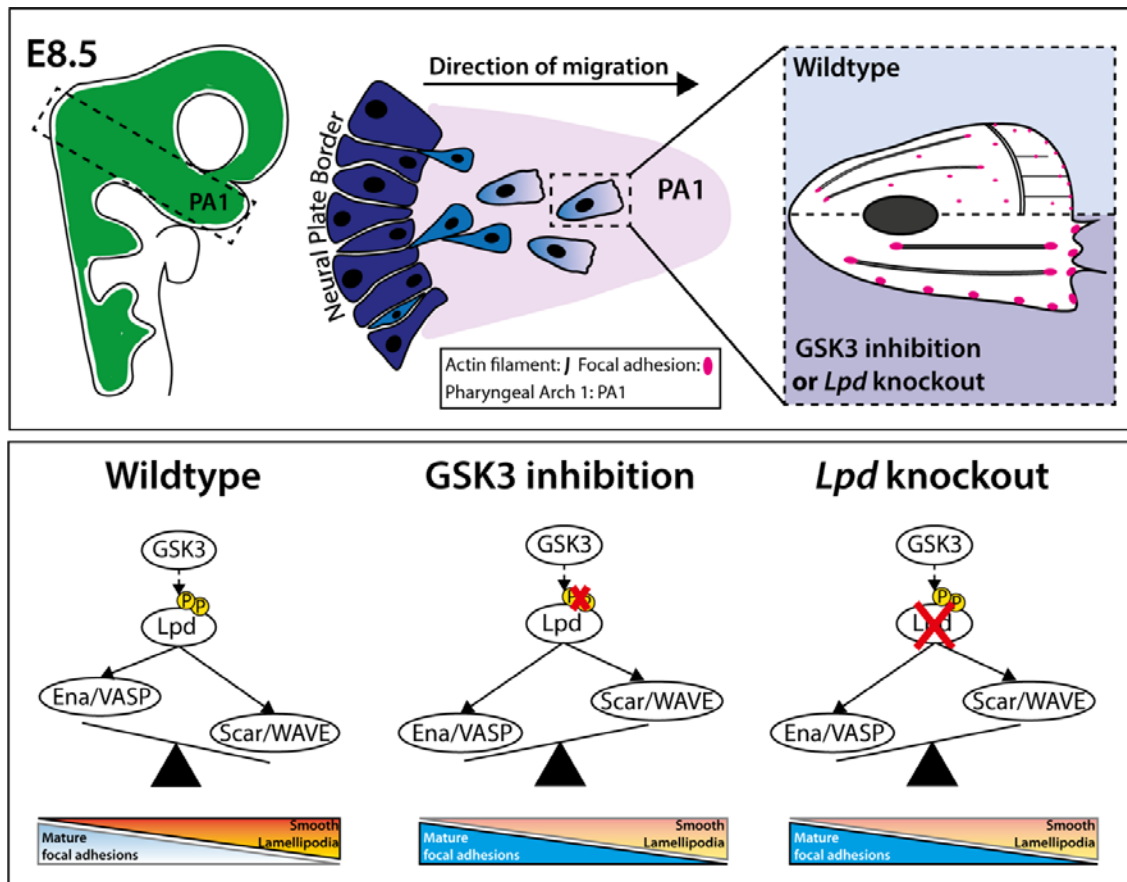 E8.5
PA1
Neural Plate Border
Direction of migration
PA1
Actin filament: Focal adhesion:
Pharyngeal Arch 1: PA1
Wildtype
GSK3 inhibition
or Lpd knockout
Wildtype
GSK3
P P
Lpd
Ena/VASP
Scar/WAVE
Mature
focal adhesions
Smooth
Lamellipodia
GSK3 inhibition
GSK3
P P
Lpd
Scar/WAVE
Ena/VASP
Mature
focal adhesions
Smooth
Lamellipodia
Lpd knockout
GSK3
P P
Lpd
Scar/WAVE
Ena/VASP
Mature
focal adhesions
Smooth
Lamellipodia